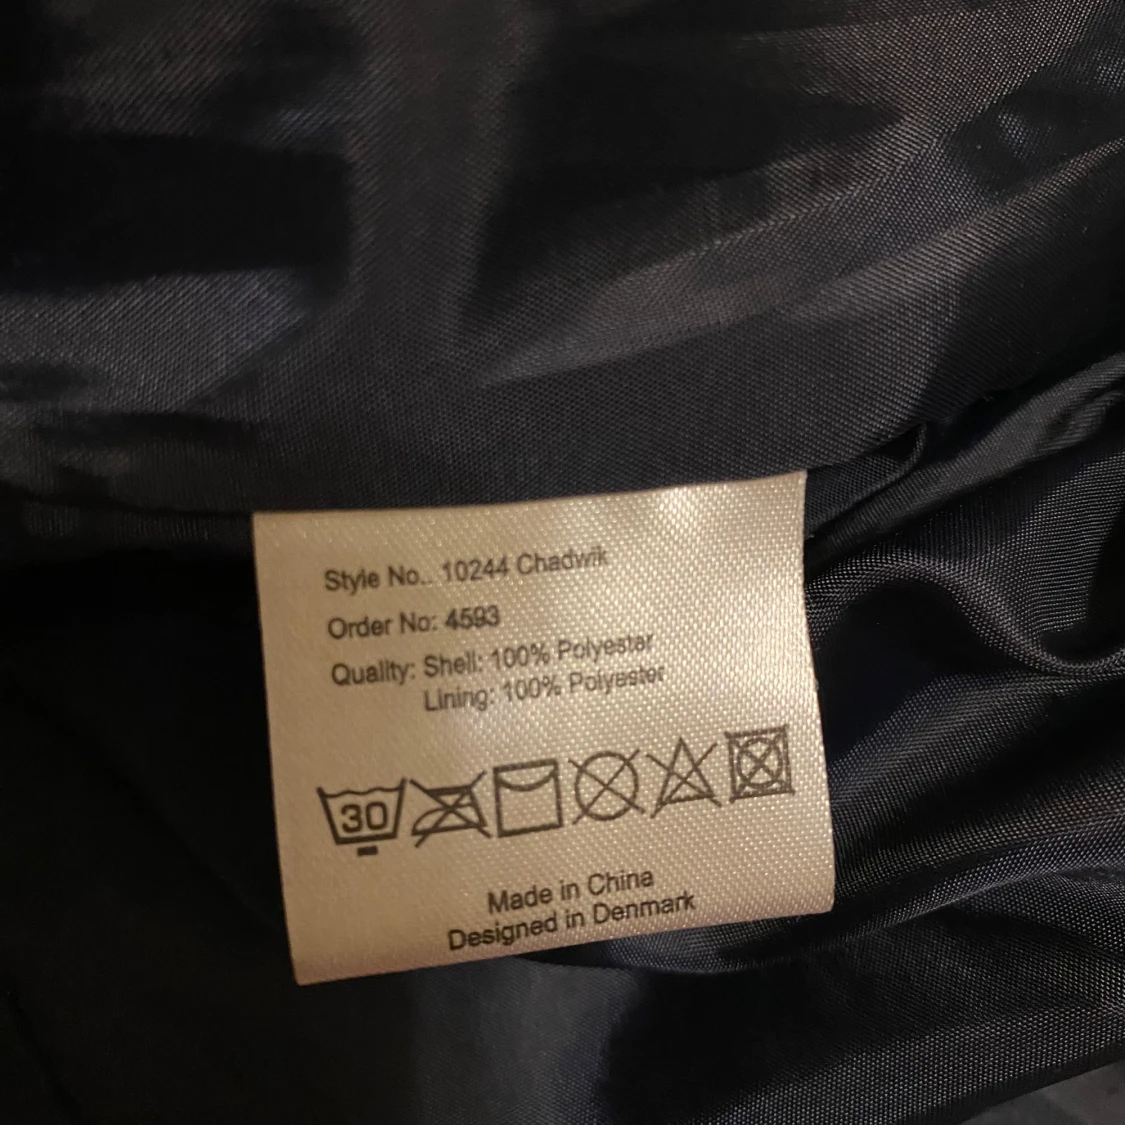 Style No.. 10244 Chadwik
Order No: 4593
Quality: Shell: 100% Polyester
Lining: 100% Polyester
30
Made in China
Designed in Denmark